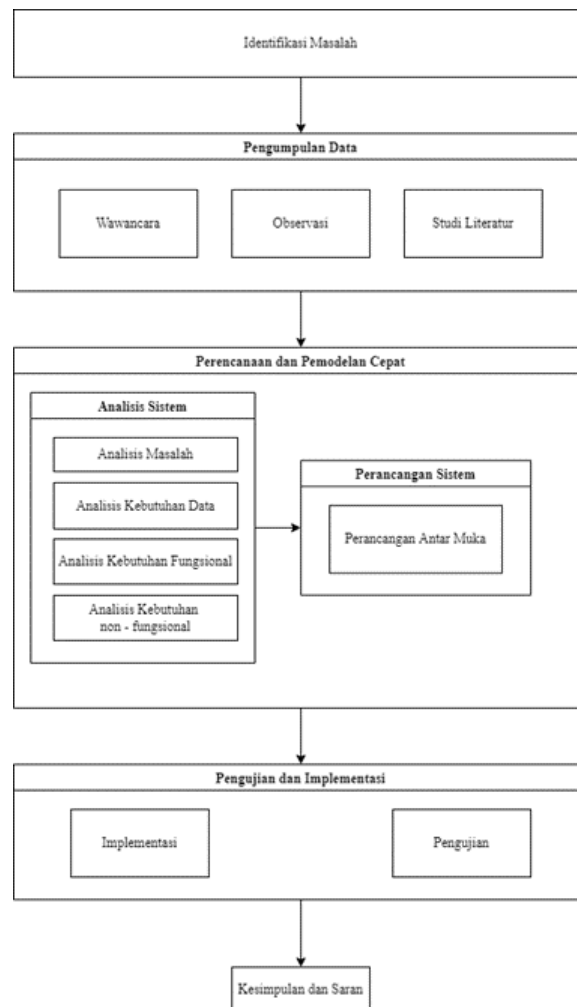 Identifikasi Masalah
Pengumpulan Data
Wawancara
Observasi
Studi Literatur
Perencanaan dan Pemodelan Cepat
Analisis Sistem
Analisis Masalah
Analisis Kebutuhan Data
Analisis Kebutuhan Fungsional
Analisis Kebutuhan
non - fungsional
Perancangan Sistem
Perancangan Antar Muka
Pengujian dan Implementasi
Implementasi
Pengujian
Kesimpulan dan Saran